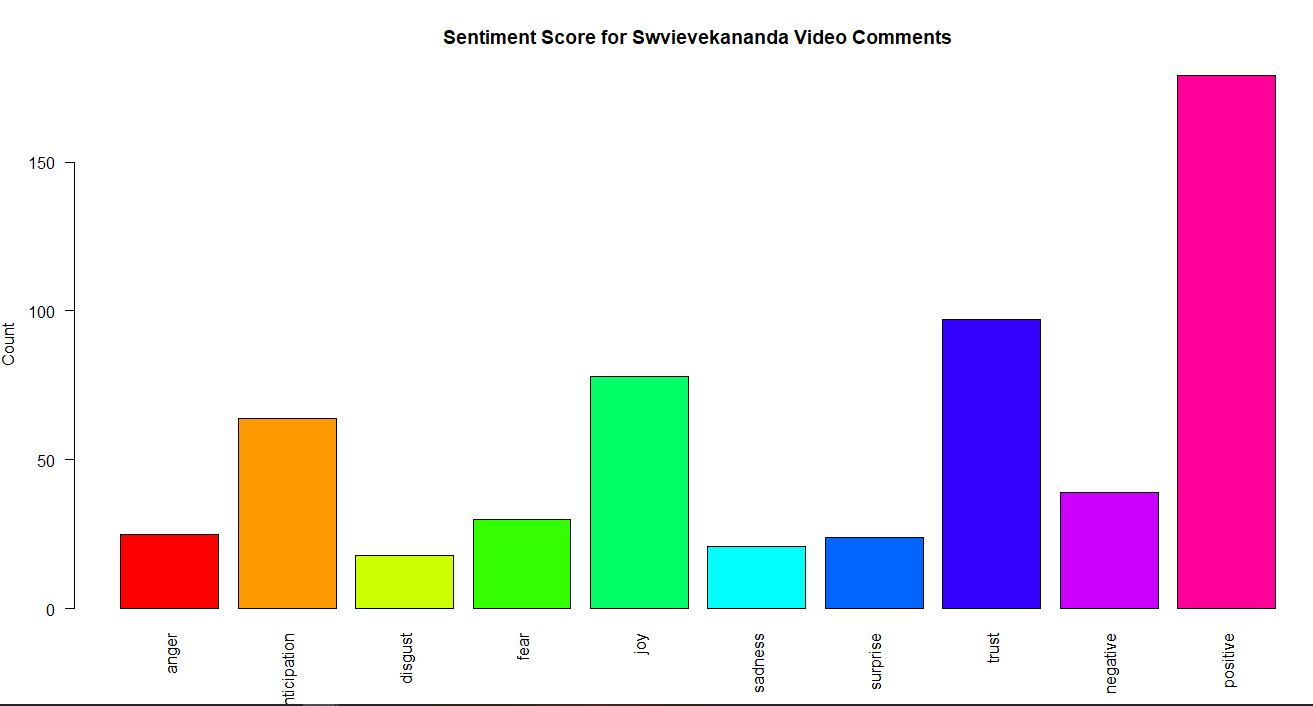 Sentiment Score for Swvievekananda Video Comments
150
100
50
0
Count
anger
nticipation
disgust
fear
joy
sadness
surprise
trust
negative
positive